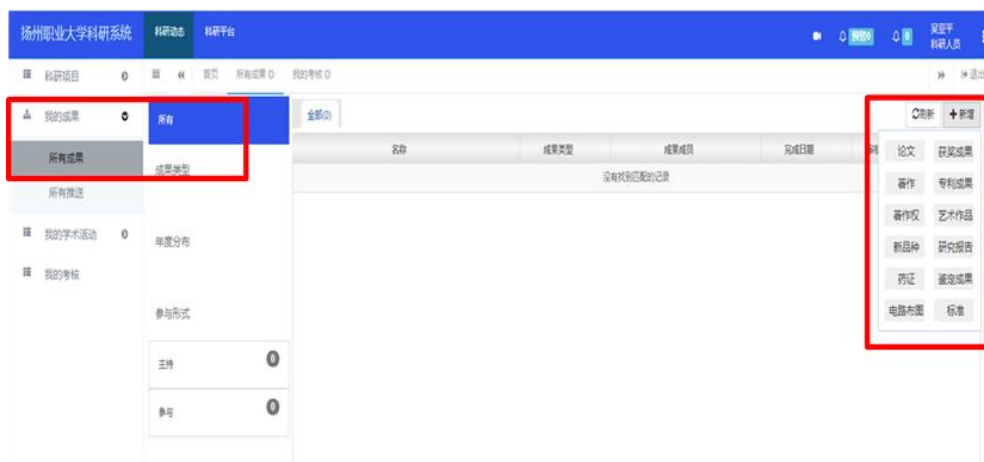 扬州职业大学科研系统 科研动态 科研平台
0
吴亚平
科研人员
科研项目 0 首页 所有成果 0 我的考核 0 退出
我的成果 所有 全部(0) 刷新 新增
所有成果 成果类型 名称 成果类型 成果成员 完成日期
所有推送 没有找到匹配的记录
我的学术活动 0 年度分布
我的考核
参与形式
主持 0
参与 0
论文 获奖成果
著作 专利成果
著作权 艺术作品
新品种 研究报告
药证 鉴定成果
电路布图 标准